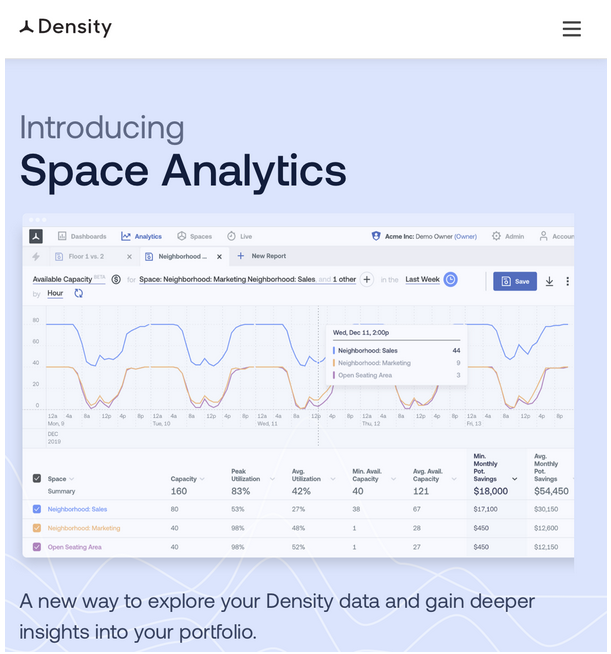 Density
Introducing
Space Analytics
Dashboards Analytics Spaces Live Acme Inc: Demo Owner (Owner) Admin Accoun
Floor 1 vs. 2 × Neighborhood ... × + New Report
Available Capacity BETA $ for Space: Neighborhood: Marketing Neighborhood: Sales and 1 other + in the Last Week Save
by Hour
80
60
40
20
0
Wed, Dec 11, 2:00p
Neighborhood: Sales 44
Neighborhood: Marketing 9
Open Seating Area 3
12a 4a 8a 12p 4p 8p 12a 4a 8a 12p 4p 8p 12a 4a 8a 12p 4p 8p 12a 4a 8a 12p 4p 8p 12a 4a 8a 12p 4p 8p
Mon, 9 Tue, 10 Wed, 11 Thu, 12 Fri, 13
DEC
2019
Space Capacity Peak Utilization Avg. Utilization Min. Avail. Capacity Avg. Avail. Capacity Min. Monthly Pot. Savings Avg. Monthly Pot. Savings
Summary 160 83% 42% 40 121 $18,000 $54,450
Neighborhood: Sales 80 53% 27% 38 67 $17,100 $30,150
Neighborhood: Marketing 40 98% 48% 1 28 $450 $12,600
Open Seating Area 40 98% 52% 1 27 $450 $12,150
A new way to explore your Density data and gain deeper
insights into your portfolio.